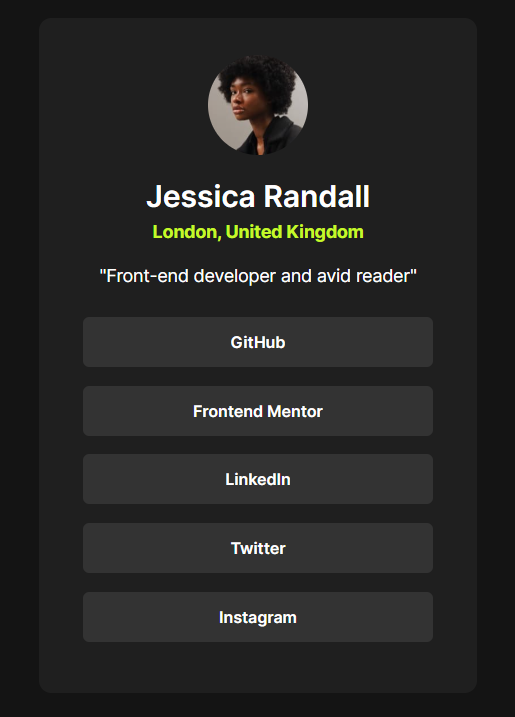 Jessica Randall
London, United Kingdom
"Front-end developer and avid reader"
GitHub
Frontend Mentor
LinkedIn
Twitter
Instagram